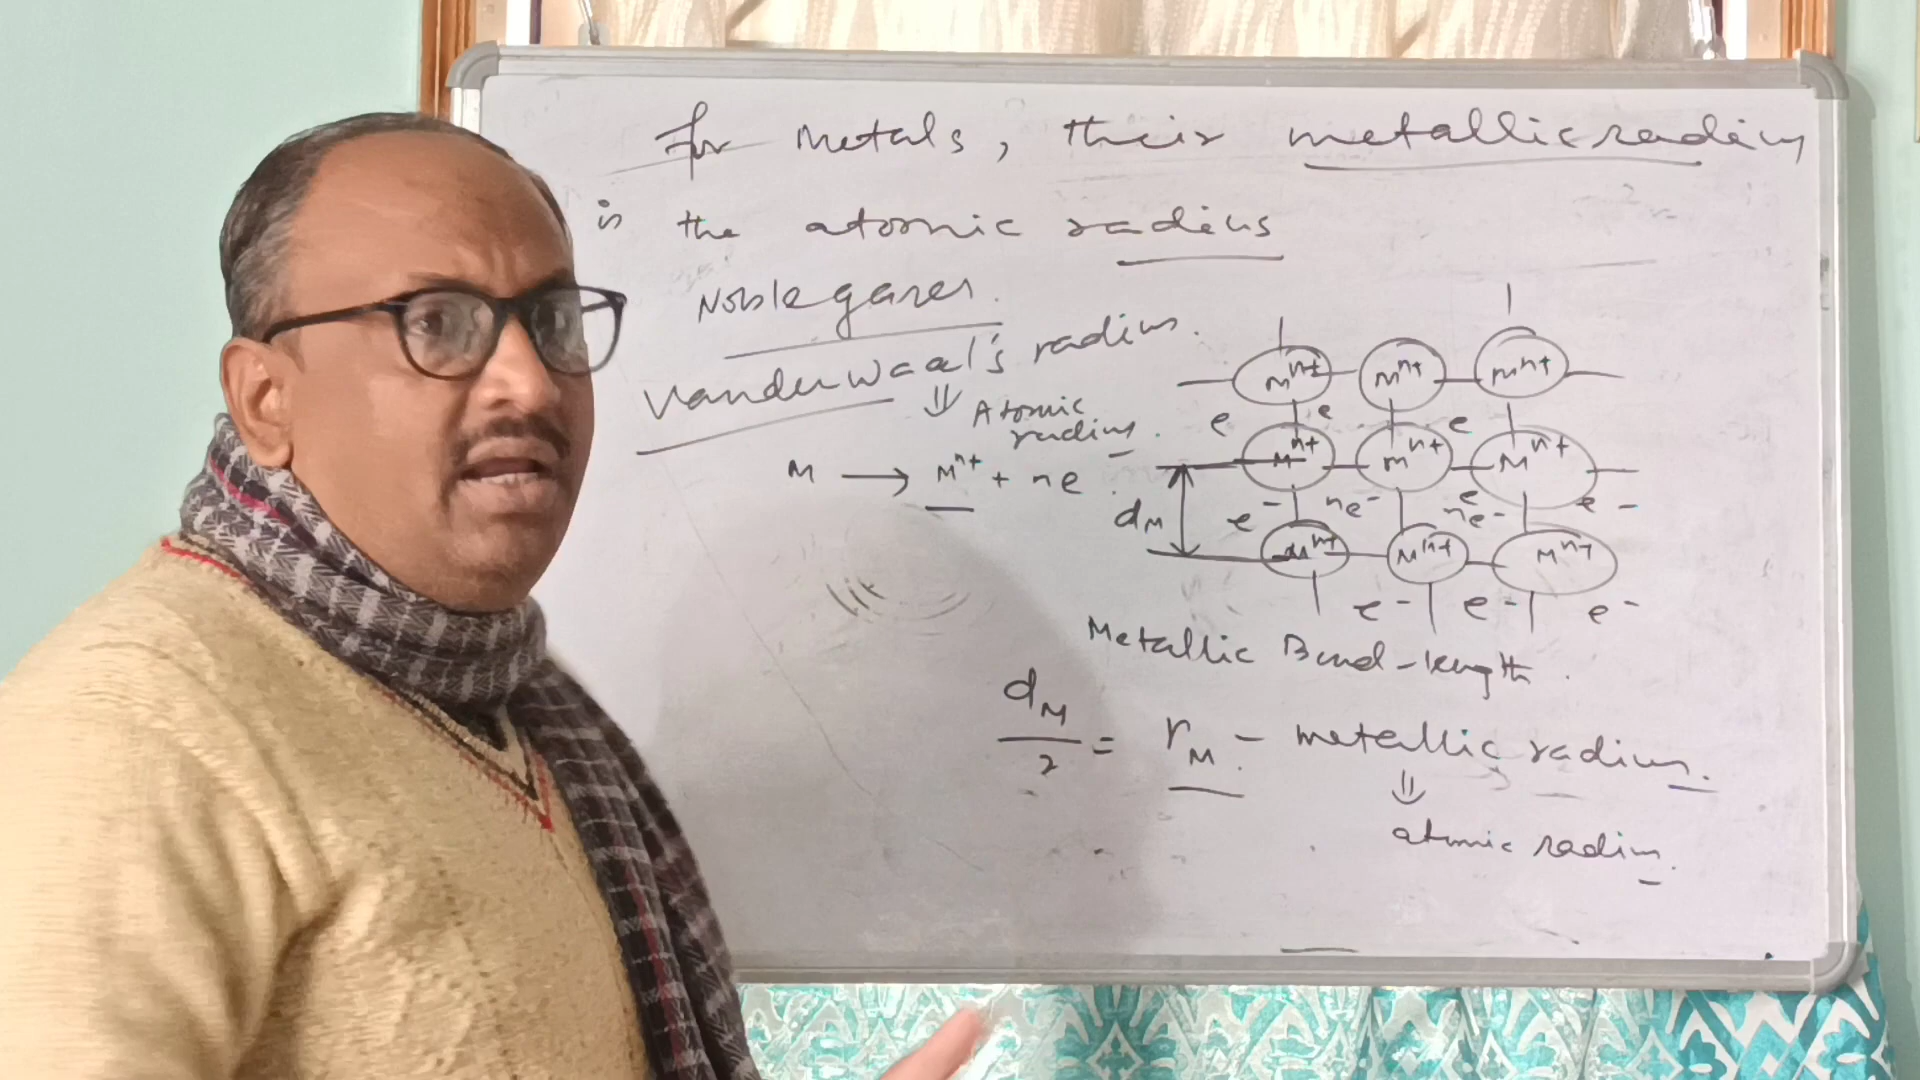 For Metals, their metallic radius
is the atomic radius
Noble gases.
Vanderwaal's radius.
⇓ Atomic
radius.
M → Mⁿ⁺ + ne
Mⁿ⁺ Mⁿ⁺ Mⁿ⁺
e e e
Mⁿ⁺ Mⁿ⁺ Mⁿ⁺
dM e⁻ ne⁻ e ne⁻ e⁻
Mⁿ⁺ Mⁿ⁺ Mⁿ⁺
e⁻ e⁻ e⁻
Metallic Bond-length.
dM/2 = rM - metallic radius.
⇓
atomic radius.